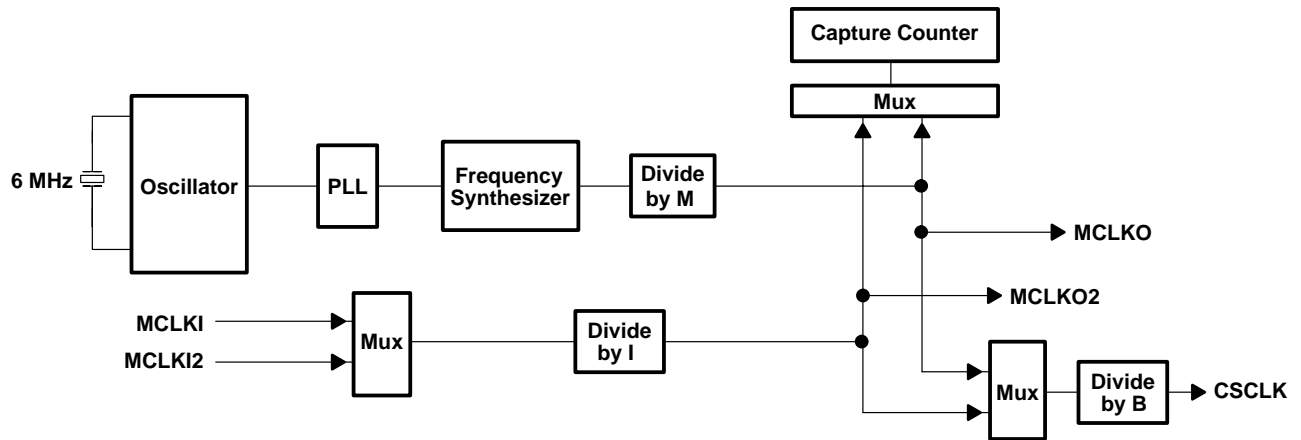 Capture Counter
Mux
6 MHz
Oscillator
PLL
Frequency
Synthesizer
Divide
by M
MCLKO
MCLKO2
MCLKI
MCLKI2
Mux
Divide
by I
Mux
Divide
by B
CSCLK